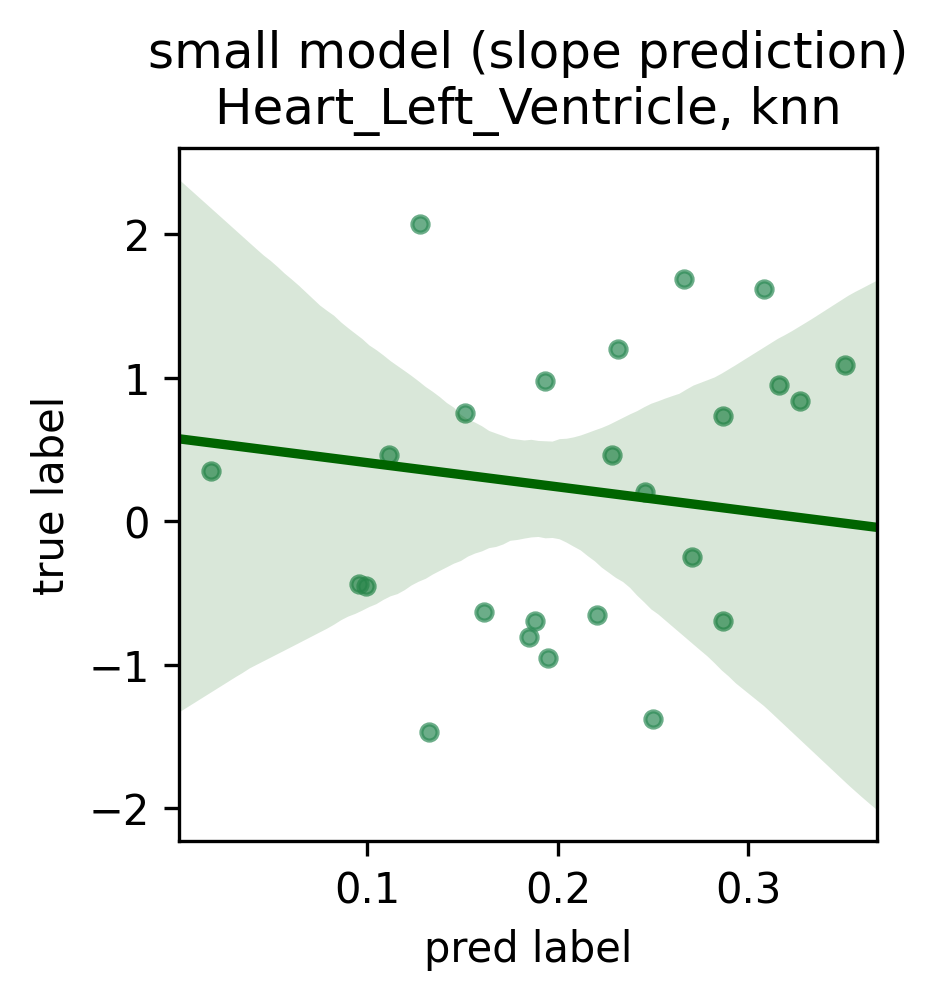 small model (slope prediction)
Heart_Left_Ventricle, knn
2
1
0
−1
−2
true label
0.1 0.2 0.3
pred label